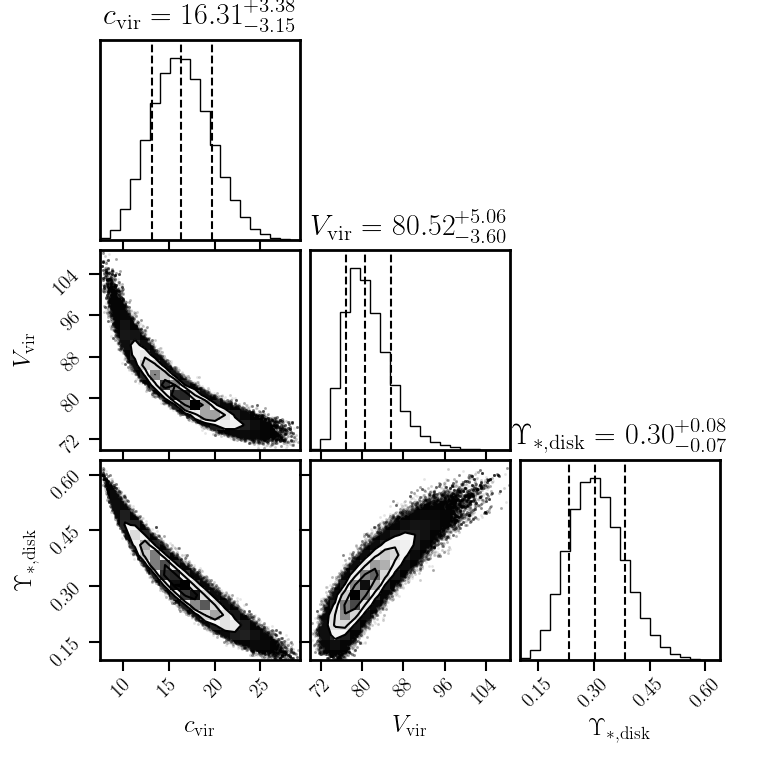 c_vir = 16.31^{+3.38}_{−3.15}
V_vir = 80.52^{+5.06}_{−3.60}
104
96
88
80
72
V_vir
ϒ_{*,disk} = 0.30^{+0.08}_{−0.07}
0.60
0.45
0.30
0.15
ϒ_{*,disk}
10 15 20 25
72 80 88 96 104
0.15 0.30 0.45 0.60
c_vir
V_vir
ϒ_{*,disk}